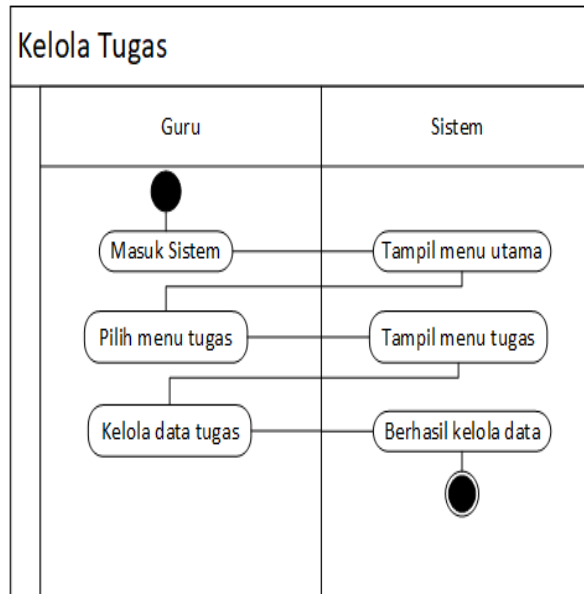 Kelola Tugas
Guru
Sistem
Masuk Sistem
Tampil menu utama
Pilih menu tugas
Tampil menu tugas
Kelola data tugas
Berhasil kelola data